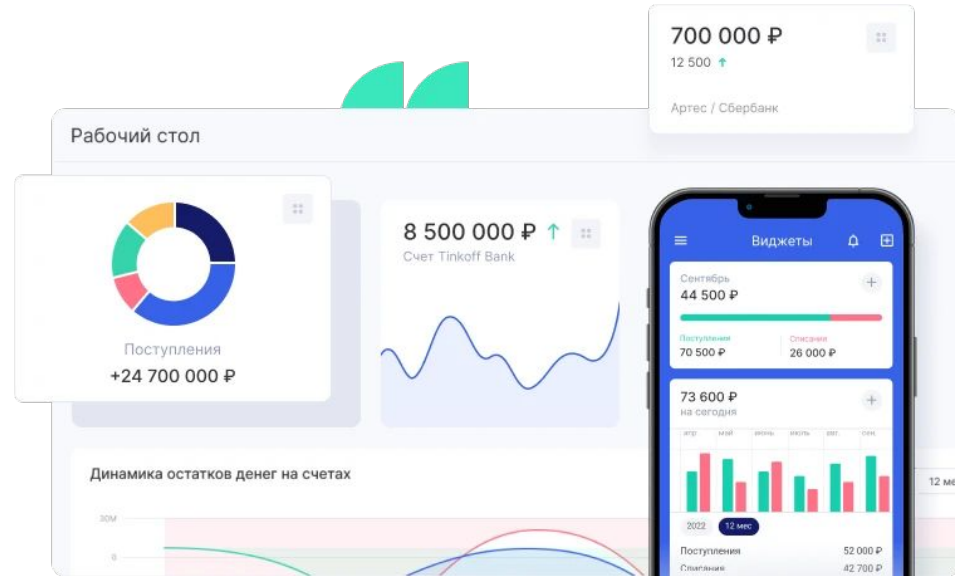 700 000 ₽
12 500 ↑
Артес / Сбербанк
Рабочий стол
Поступления
+24 700 000 ₽
8 500 000 ₽ ↑
Счет Tinkoff Bank
Динамика остатков денег на счетах
30M
0
12 ме
Виджеты
Сентябрь
44 500 ₽
Поступления Списания
70 500 ₽ 26 000 ₽
73 600 ₽
на сегодня
апр май июнь июль авг сен
2022 12 мес
Поступления 52 000 ₽
Списания 42 700 ₽